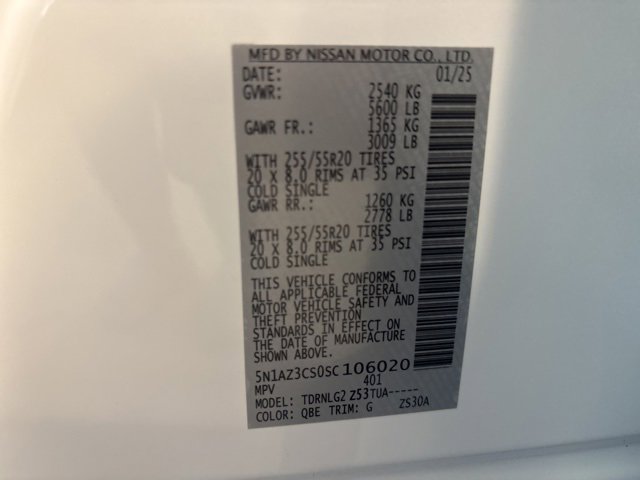 MFD BY NISSAN MOTOR CO., LTD.
DATE: 01/25
GVWR: 2540 KG
5600 LB
GAWR FR.: 1365 KG
3009 LB
WITH 255/55R20 TIRES
20 X 8.0 RIMS AT 35 PSI
COLD SINGLE
GAWR RR.: 1260 KG
2778 LB
WITH 255/55R20 TIRES
20 X 8.0 RIMS AT 35 PSI
COLD SINGLE
THIS VEHICLE CONFORMS TO
ALL APPLICABLE FEDERAL
MOTOR VEHICLE SAFETY AND
THEFT PREVENTION
STANDARDS IN EFFECT ON
THE DATE OF MANUFACTURE
SHOWN ABOVE.
5N1AZ3CS0SC106020
MPV 401
MODEL: TDRNLG2 Z53TUA-----
COLOR: QBE TRIM: G ZS30A